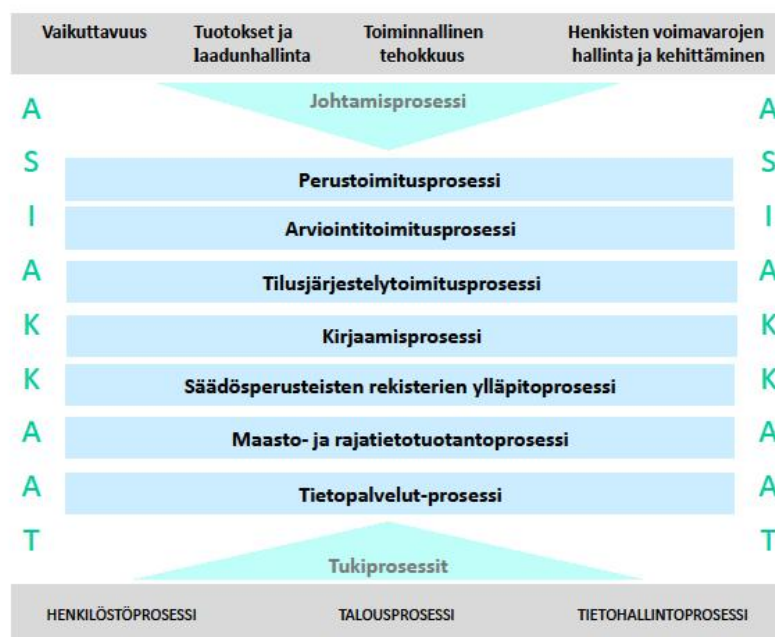 Vaikuttavuus
Tuotokset ja
laadunhallinta
Toiminnallinen
tehokkuus
Henkisten voimavarojen
hallinta ja kehittäminen
Johtamisprosessi
A
S
I
A
K
K
A
A
T
Perustoimitusprosessi
Arviointitoimitusprosessi
Tilusjärjestelytoimitusprosessi
Kirjaamisprosessi
Säädösperusteisten rekisterien ylläpitoprosessi
Maasto- ja rajatietotuotantoprosessi
Tietopalvelut-prosessi
A
S
I
A
K
K
A
A
T
Tukiprosessit
HENKILÖSTÖPROSESSI
TALOUSPROSESSI
TIETOHALLINTOPROSESSI